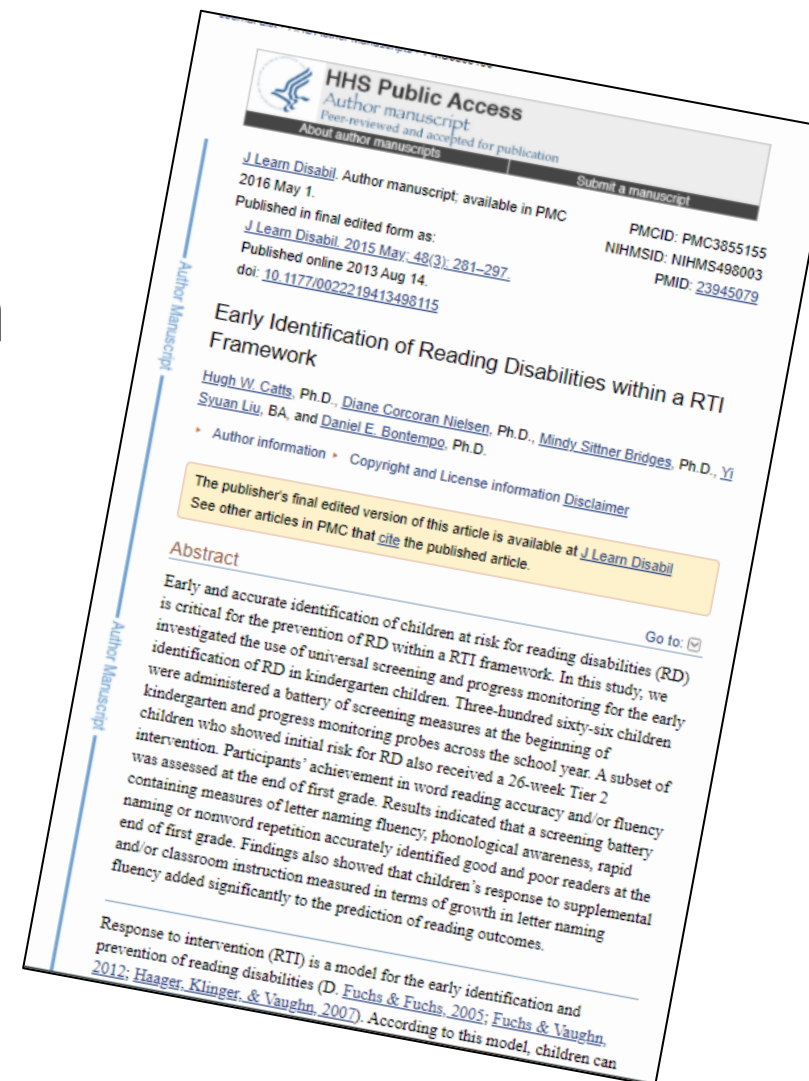 HHS Public Access
Author manuscript
Peer-reviewed and accepted for publication
About author manuscripts
Submit a manuscript
J Learn Disabil. Author manuscript; available in PMC
2016 May 1.
Published in final edited form as:
J Learn Disabil. 2015 May; 48(3): 281–297.
Published online 2013 Aug 14.
doi: 10.1177/0022219413498115
PMCID: PMC3855155
NIHMSID: NIHMS498003
PMID: 23945079
Author Manuscript
Early Identification of Reading Disabilities within a RTI
Framework
Hugh W. Catts, Ph.D., Diane Corcoran Nielsen, Ph.D., Mindy Sittner Bridges, Ph.D., Yi
Syuan Liu, BA, and Daniel E. Bontempo, Ph.D.
Author information Copyright and License information Disclaimer
The publisher's final edited version of this article is available at J Learn Disabil
See other articles in PMC that cite the published article.
Abstract
Go to:
Early and accurate identification of children at risk for reading disabilities (RD)
is critical for the prevention of RD within a RTI framework. In this study, we
investigated the use of universal screening and progress monitoring for the early
identification of RD in kindergarten children. Three-hundred sixty-six children
were administered a battery of screening measures at the beginning of
kindergarten and progress monitoring probes across the school year. A subset of
children who showed initial risk for RD also received a 26-week Tier 2
intervention. Participants' achievement in word reading accuracy and/or fluency
was assessed at the end of first grade. Results indicated that a screening battery
containing measures of letter naming fluency, phonological awareness, rapid
naming or nonword repetition accurately identified good and poor readers at the
end of first grade. Findings also showed that children's response to supplemental
and/or classroom instruction measured in terms of growth in letter naming
fluency added significantly to the prediction of reading outcomes.
Author Manuscript
Response to intervention (RTI) is a model for the early identification and
prevention of reading disabilities (D. Fuchs & Fuchs, 2005; Fuchs & Vaughn,
2012; Haager, Klinger, & Vaughn, 2007). According to this model, children can